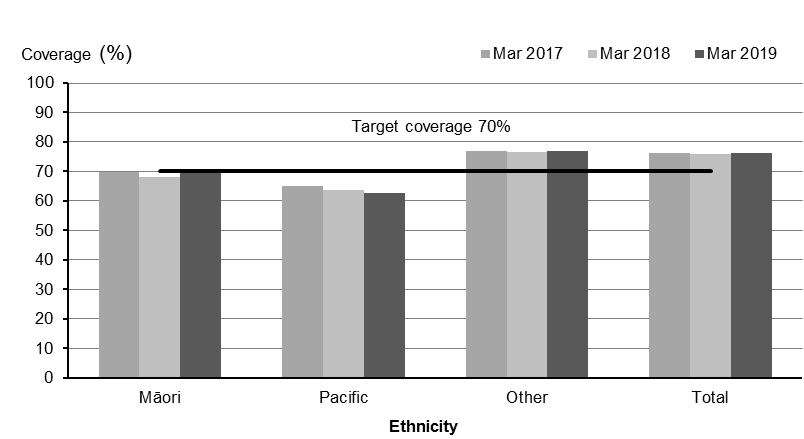 Coverage (%)
Mar 2017 Mar 2018 Mar 2019
100
90
Target coverage 70%
80
70
60
50
40
30
20
10
0
Māori Pacific Other Total
Ethnicity